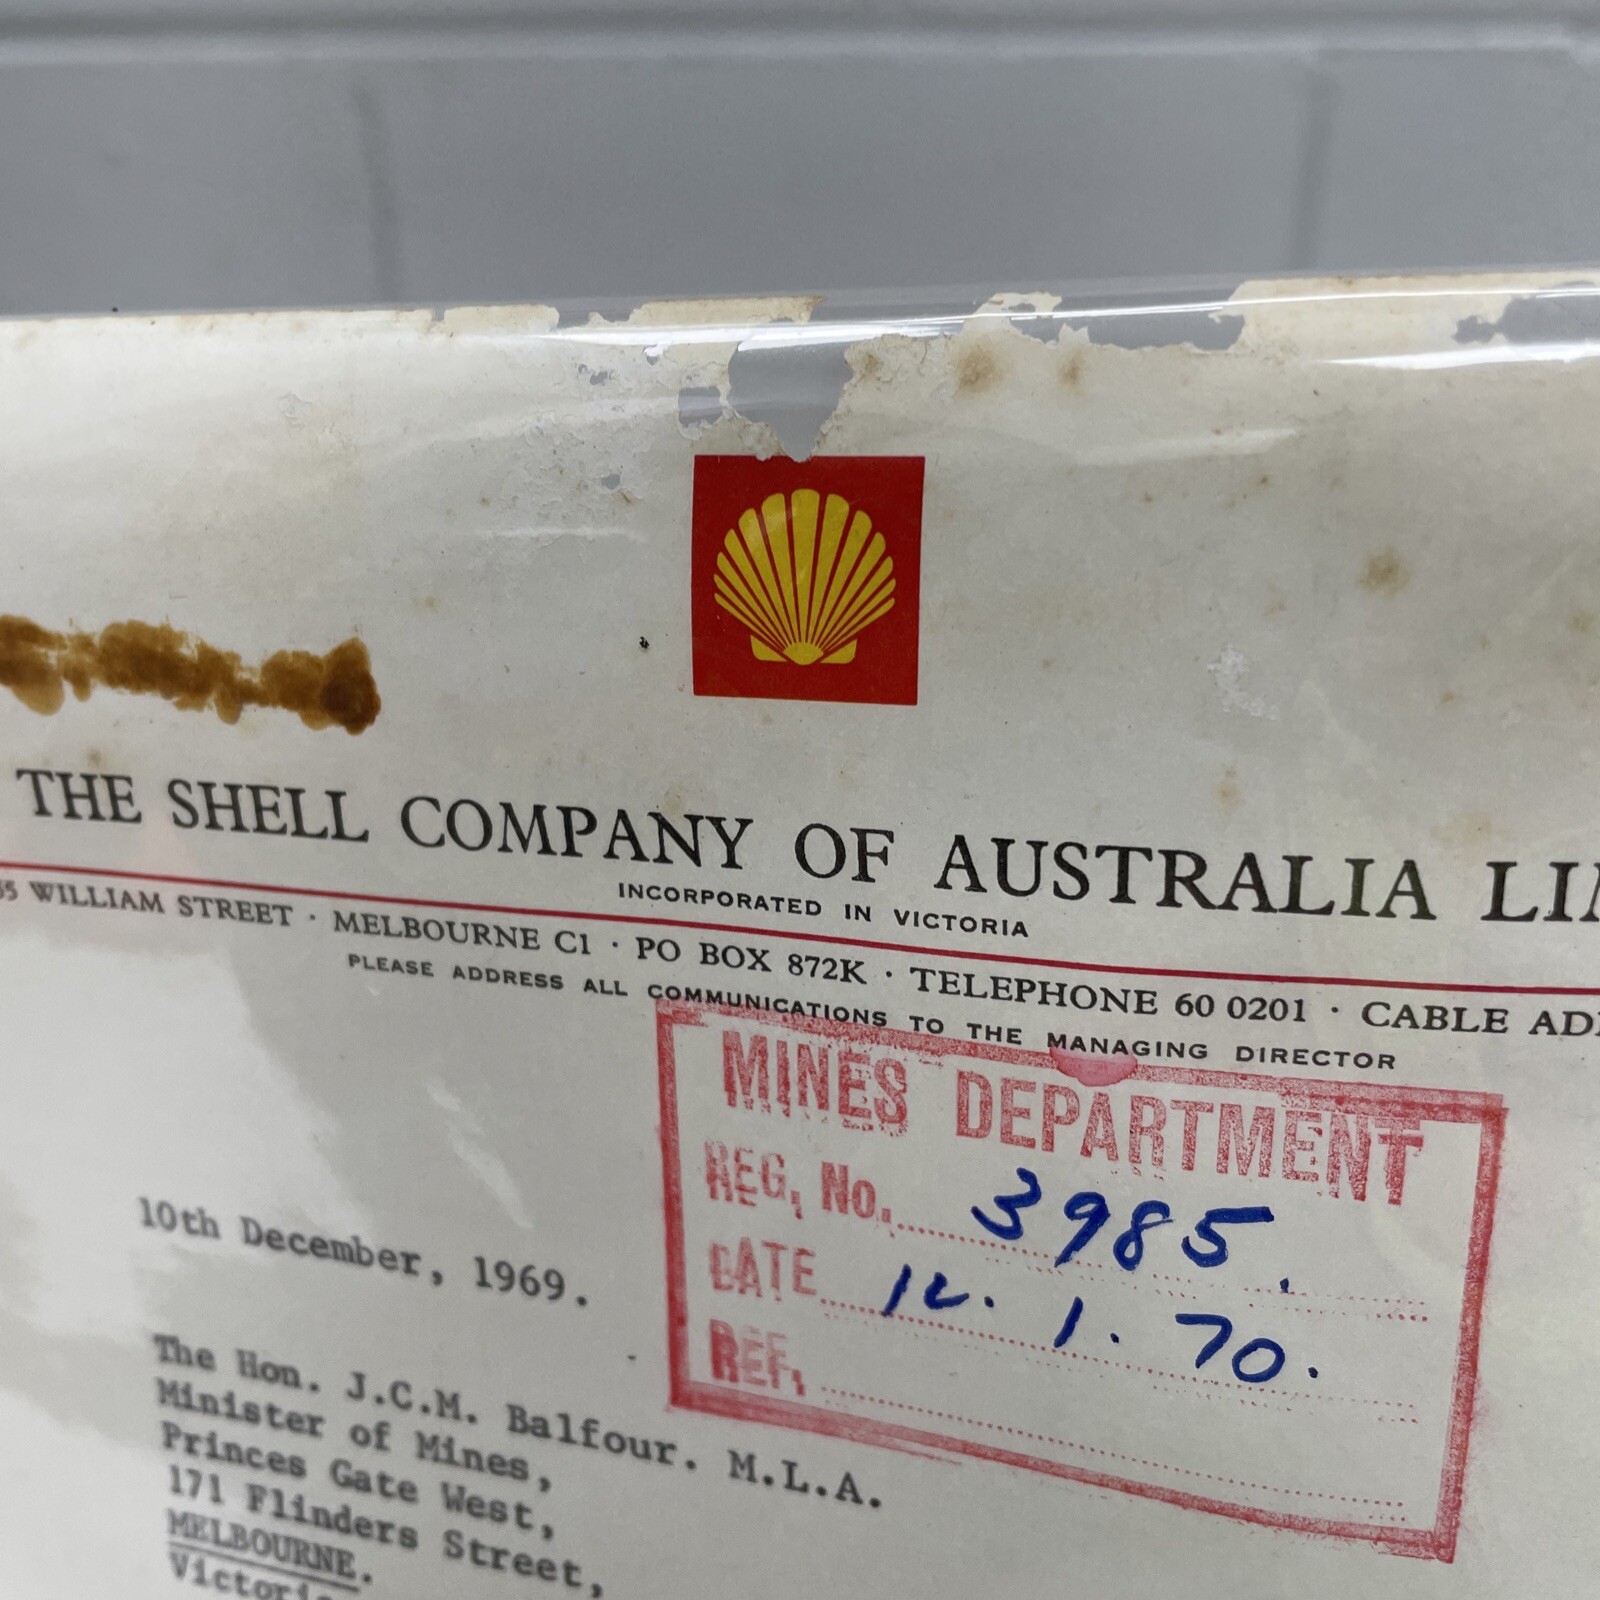 THE SHELL COMPANY OF AUSTRALIA
INCORPORATED IN VICTORIA
WILLIAM STREET · MELBOURNE C1 · PO BOX 872K · TELEPHONE 60 0201 · CABLE
PLEASE ADDRESS ALL COMMUNICATIONS TO THE MANAGING DIRECTOR
MINES DEPARTMENT
REG. No. 3985.
DATE 12. 1. 70.
REF.
10th December, 1969.
The Hon. J.C.M. Balfour. M.L.A.
Minister of Mines,
Princes Gate West,
171 Flinders Street,
MELBOURNE.